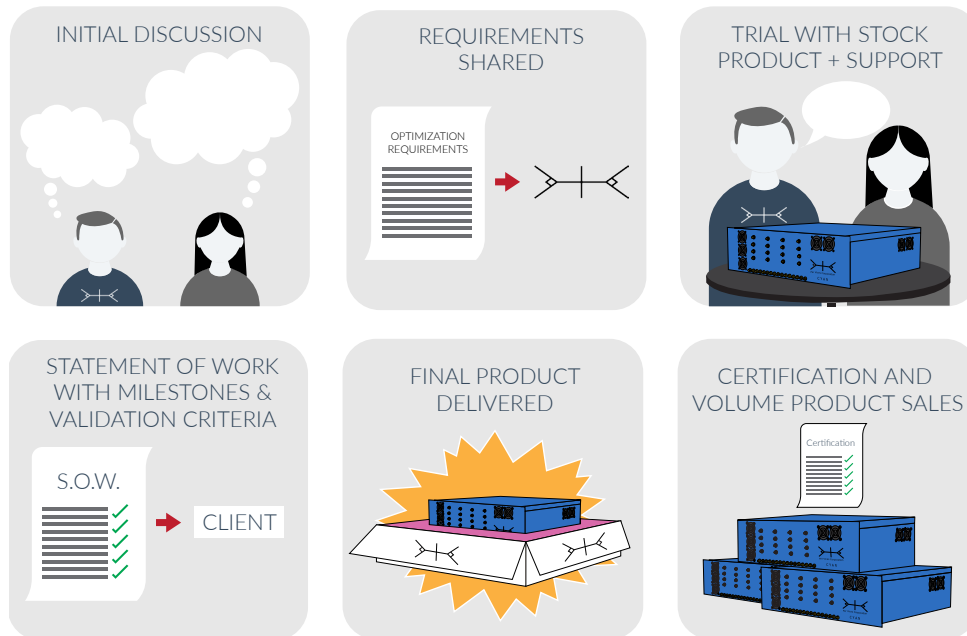 INITIAL DISCUSSION
REQUIREMENTS
SHARED
OPTIMIZATION
REQUIREMENTS
TRIAL WITH STOCK
PRODUCT + SUPPORT
STATEMENT OF WORK
WITH MILESTONES &
VALIDATION CRITERIA
S.O.W.
CLIENT
FINAL PRODUCT
DELIVERED
CERTIFICATION AND
VOLUME PRODUCT SALES
Certification